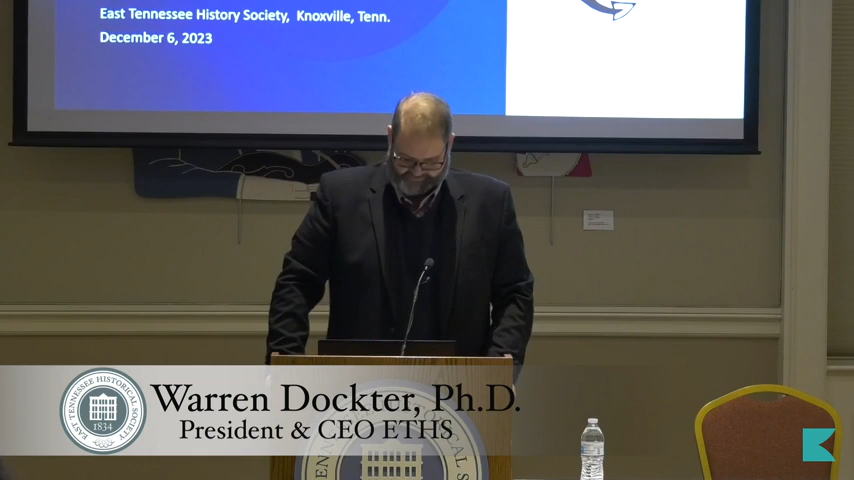 East Tennessee History Society, Knoxville, Tenn.
December 6, 2023
EAST TENNESSEE HISTORICAL SOCIETY
1834
Warren Dockter, Ph.D.
President & CEO ETHS